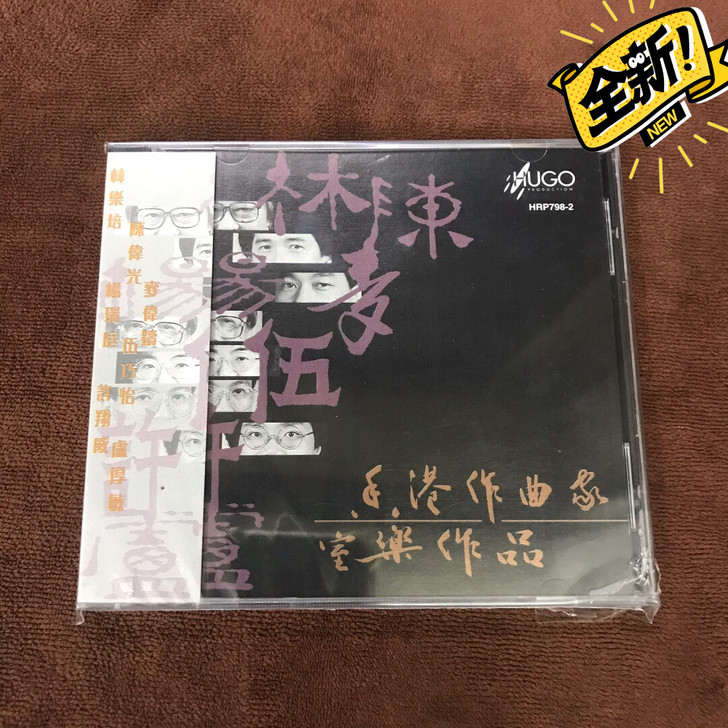 全新!
NEW
HUGO
PRODUCTION
HRP798-2
林樂培
陳偉光
麥偉鑄
楊瑞庭
伍巧怡
許翔威
盧厚敏
林
陳
麥
楊
伍
許
盧
香港作曲家
室樂作品